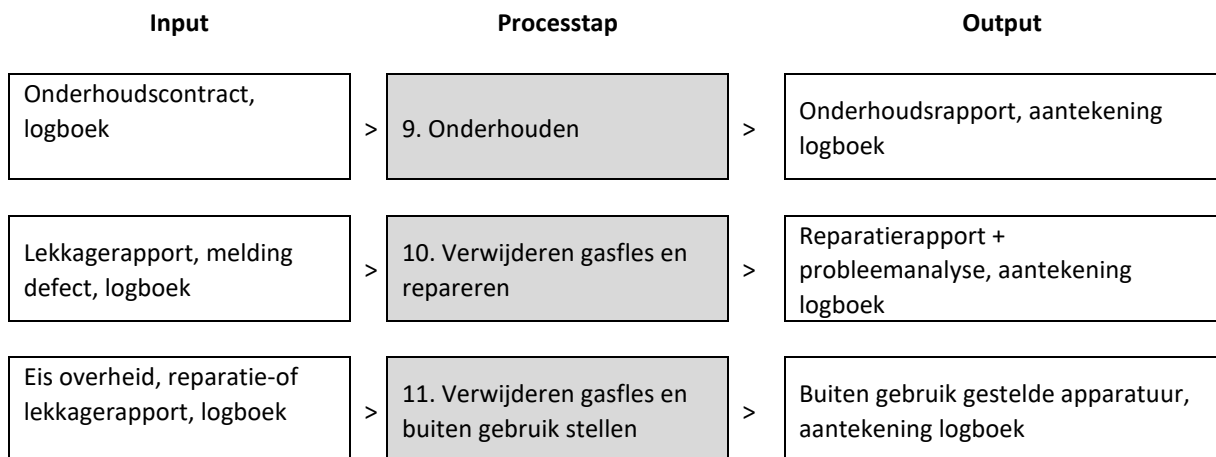 Input Processtap Output
Onderhoudscontract,
logboek
>
9. Onderhouden
>
Onderhoudsrapport, aantekening
logboek
Lekkagerapport, melding
defect, logboek
>
10. Verwijderen gasfles en
repareren
>
Reparatierapport +
probleemanalyse, aantekening
logboek
Eis overheid, reparatie-of
lekkagerapport, logboek
>
11. Verwijderen gasfles en
buiten gebruik stellen
>
Buiten gebruik gestelde apparatuur,
aantekening logboek